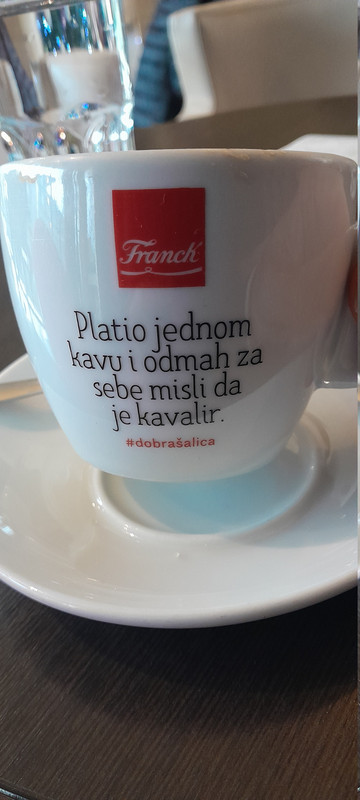 Franck
Platio jednom
kavu i odmah za
sebe misli da
je kavalir.
#dobrašalica